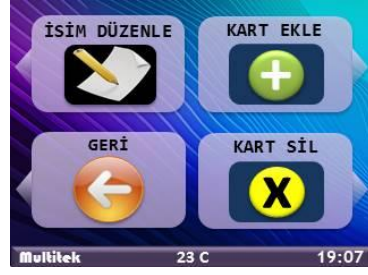 İSİM DÜZENLE
KART EKLE
GERİ
KART SİL
X
Multitek 23 C 19:07